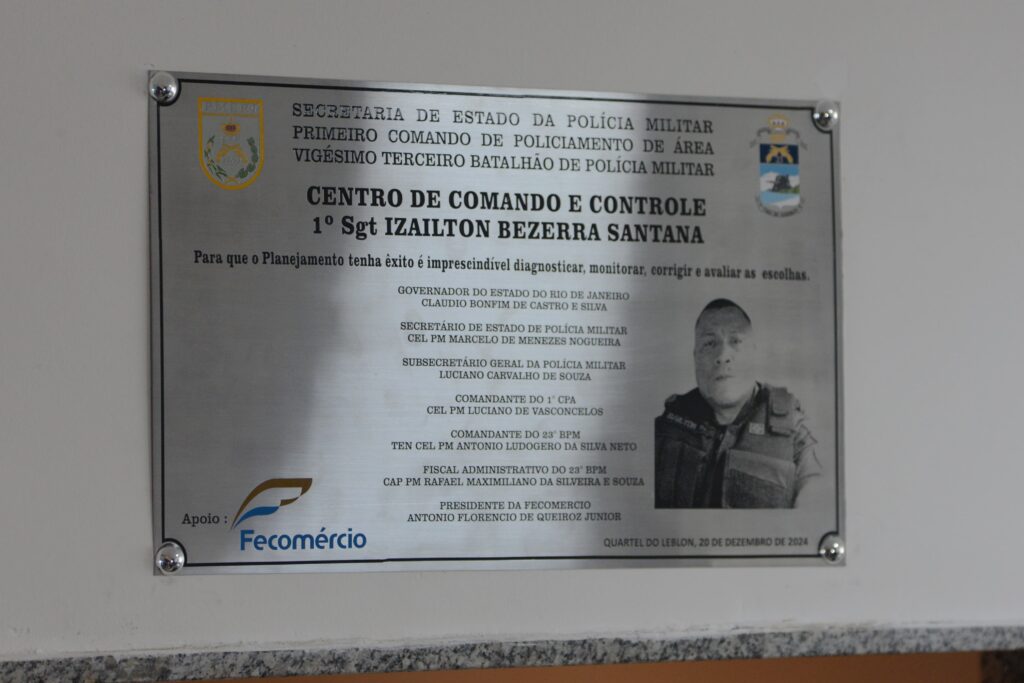 SECRETARIA DE ESTADO DA POLÍCIA MILITAR
PRIMEIRO COMANDO DE POLICIAMENTO DE ÁREA
VIGÉSIMO TERCEIRO BATALHÃO DE POLÍCIA MILITAR
CENTRO DE COMANDO E CONTROLE
1º Sgt IZAILTON BEZERRA SANTANA
Para que o Planejamento tenha êxito é imprescindível diagnosticar, monitorar, corrigir e avaliar as escolhas.
GOVERNADOR DO ESTADO DO RIO DE JANEIRO
CLAUDIO BONFIM DE CASTRO E SILVA
SECRETÁRIO DE ESTADO DE POLÍCIA MILITAR
CEL PM MARCELO DE MENEZES NOGUEIRA
SUBSECRETÁRIO GERAL DA POLÍCIA MILITAR
LUCIANO CARVALHO DE SOUZA
COMANDANTE DO 1° CPA
CEL PM LUCIANO DE VASCONCELOS
COMANDANTE DO 23° BPM
TEN CEL PM ANTONIO LUDOGERO DA SILVA NETO
FISCAL ADMINISTRATIVO DO 23° BPM
CAP PM RAFAEL MAXIMILIANO DA SILVEIRA E SOUZA
PRESIDENTE DA FECOMERCIO
ANTONIO FLORENCIO DE QUEIROZ JUNIOR
Apoio :
Fecomércio
QUARTEL DO LEBLON, 20 DE DEZEMBRO DE 2024